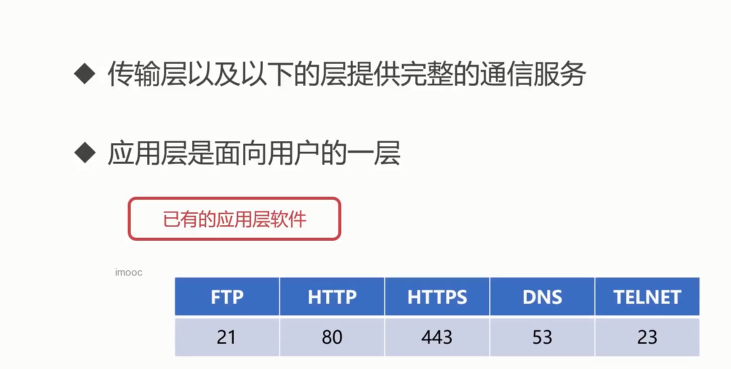 传输层以及以下的层提供完整的通信服务
应用层是面向用户的一层
已有的应用层软件
imooc
FTP HTTP HTTPS DNS TELNET
21 80 443 53 23